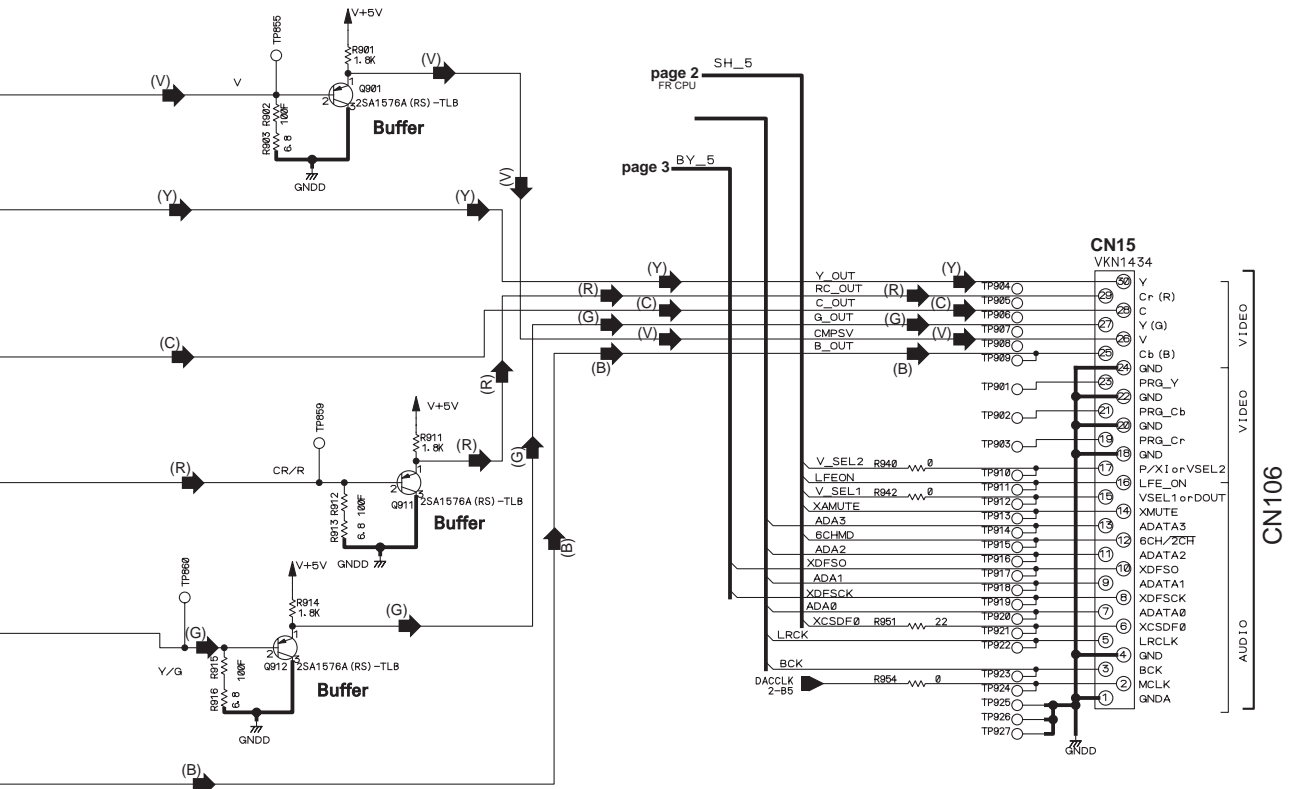 TP855
V+5V
R901
1.8K
(V)
(V)
V
Q901
2SA1576A(RS)-TLB
1
2
3
R902
100F
R903
6.8
Buffer
GNDD
SH_5
page 2
FR CPU
page 3
BY_5
(V)
(Y)
(Y)
CN15
VKN1434
(Y)
Y_OUT
(Y)
TP904
30
Y
(R)
RC_OUT
(R)
TP905
29
Cr(R)
(C)
C_OUT
(C)
TP906
28
C
(G)
G_OUT
(G)
TP907
27
Y(G)
(V)
CMPSV
(V)
TP908
26
V
(B)
B_OUT
(B)
TP909
25
Cb(B)
VIDEO
(C)
(R)
24
GND
TP901
23
PRG_Y
22
GND
TP902
21
PRG_Cb
20
GND
TP903
19
PRG_Cr
18
GND
VIDEO
TP859
V+5V
R911
1.8K
(R)
(G)
(R)
CR/R
1
2
3
Q911
2SA1576A(RS)-TLB
R912
100F
R913
6.8
Buffer
GNDD
(B)
V_SEL2
R940
0
TP910
17
P/XIorVSEL2
LFEON
TP911
16
LFE_ON
V_SEL1
R942
0
TP912
15
VSEL1orDOUT
XAMUTE
TP913
14
XMUTE
ADA3
TP914
13
ADATA3
6CHMD
TP915
12
6CH/2CH
ADA2
TP916
11
ADATA2
XDFSO
TP917
10
XDFSO
ADA1
TP918
9
ADATA1
XDFSCK
TP919
8
XDFSCK
ADA0
TP920
7
ADATA0
XCSDF0
R951
22
TP921
6
XCSDF0
LRCK
TP922
5
LRCLK
4
GND
BCK
TP923
3
BCK
DACCLK
2-B5
R954
0
TP924
2
MCLK
TP925
1
GNDA
TP926
TP927
GNDD
AUDIO
CN106
TP860
V+5V
R914
1.8K
(G)
(G)
Y/G
1
2
3
Q912
2SA1576A(RS)-TLB
R915
100F
R916
6.8
Buffer
GNDD
(B)